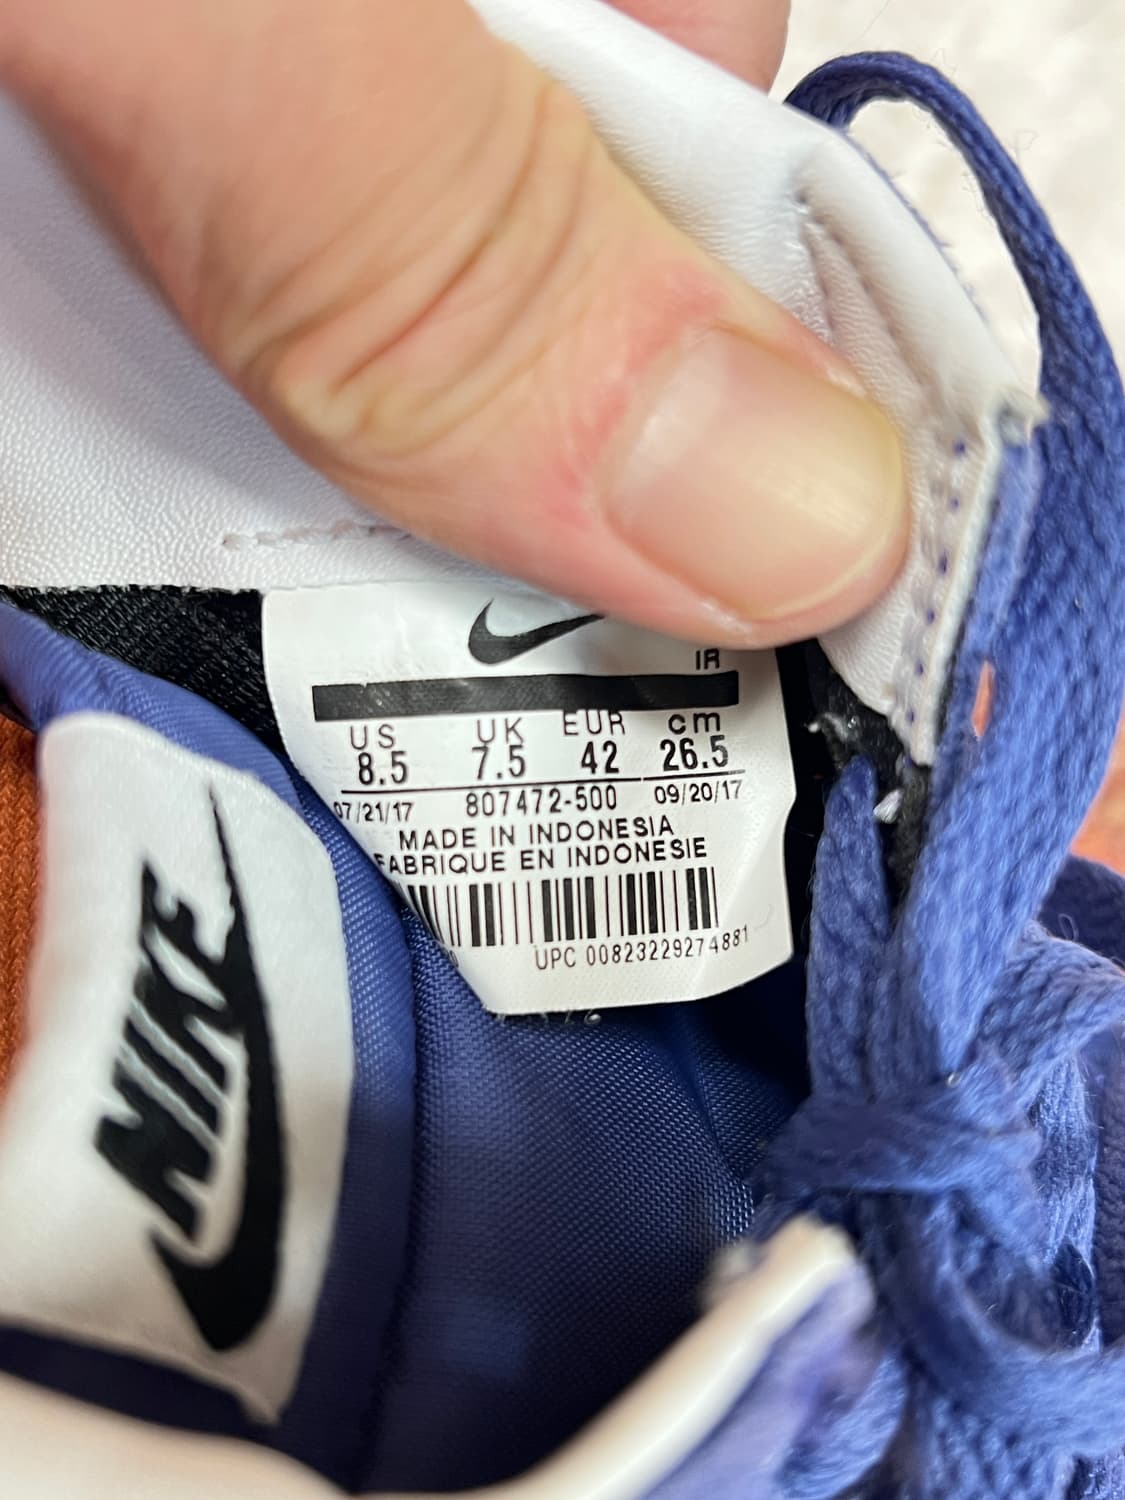 IR
US UK EUR cm
8.5 7.5 42 26.5
07/21/17 807472-500 09/20/17
MADE IN INDONESIA
FABRIQUE EN INDONESIE
UPC 00823229274881
NIKE